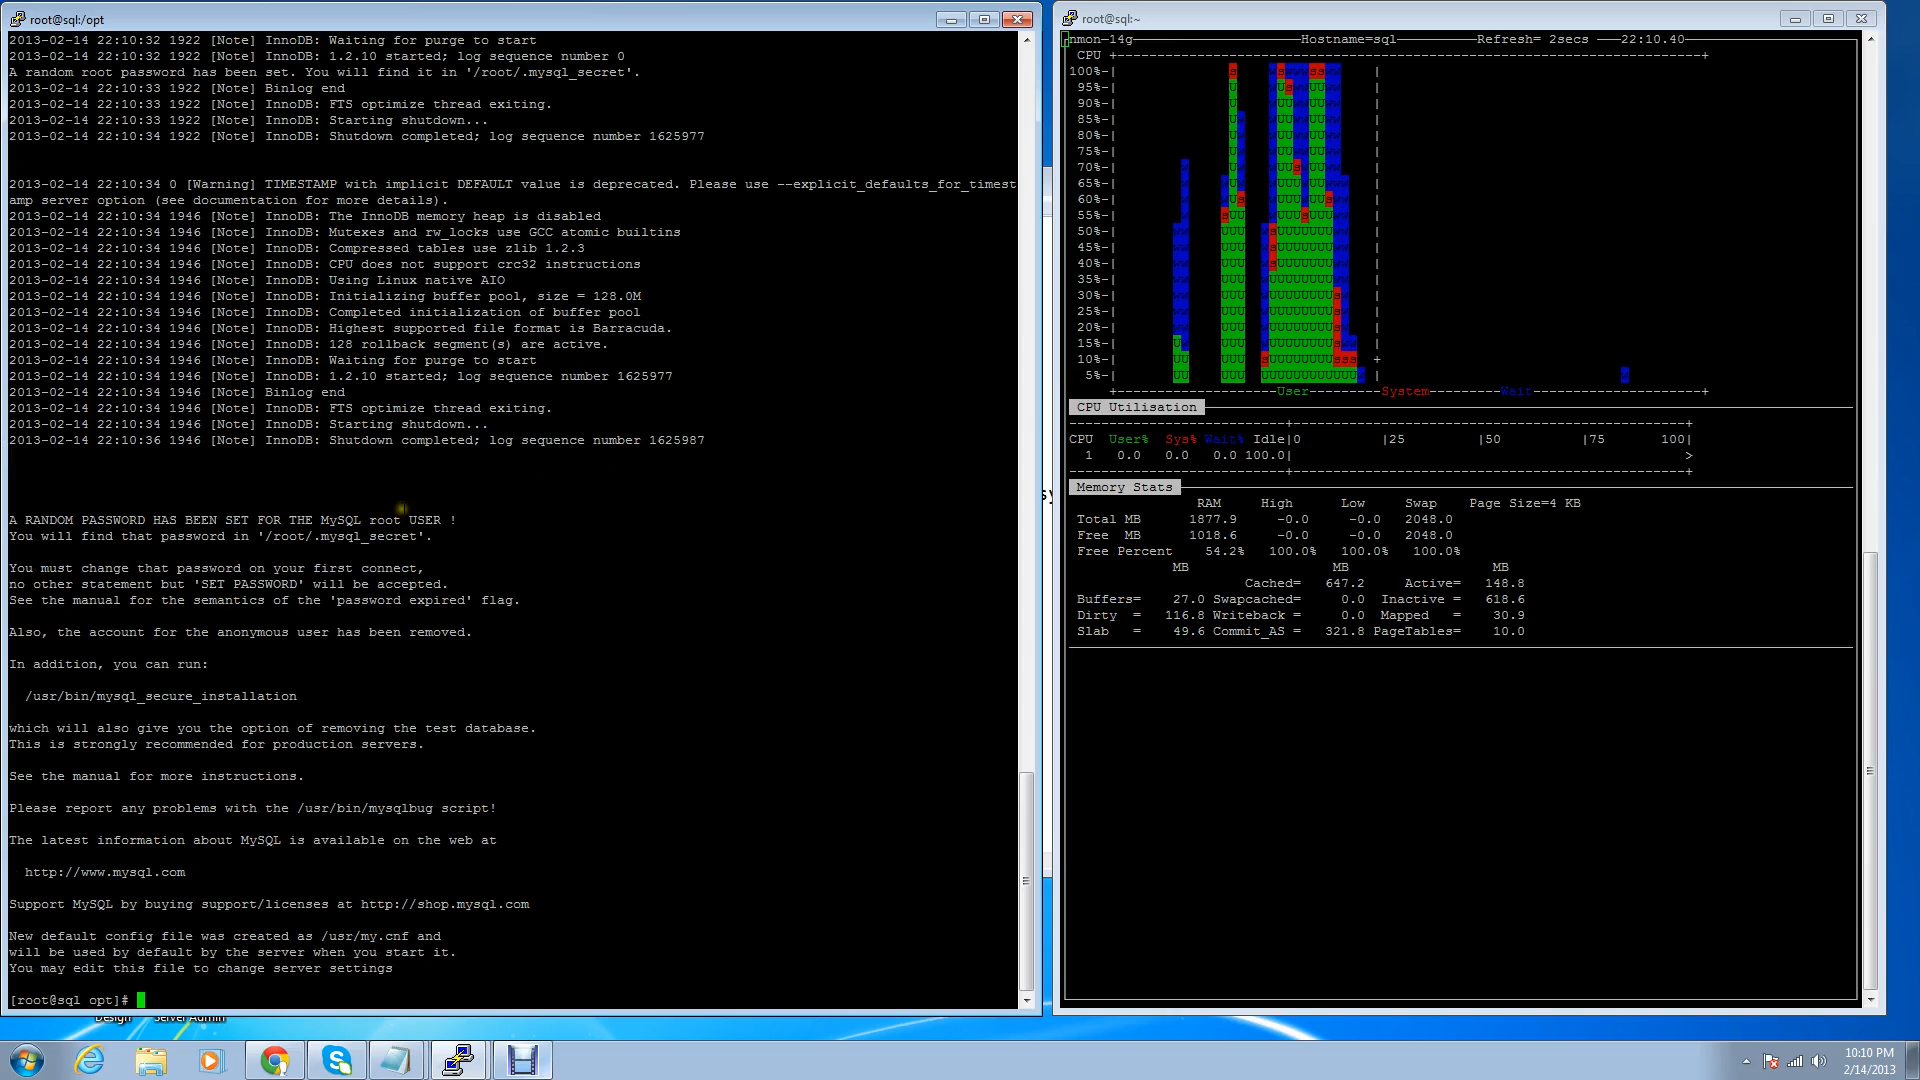 root@sql:/opt
2013-02-14 22:10:32 1922 [Note] InnoDB: Waiting for purge to start
2013-02-14 22:10:32 1922 [Note] InnoDB: 1.2.10 started; log sequence number 0
A random root password has been set. You will find it in '/root/.mysql_secret'.
2013-02-14 22:10:33 1922 [Note] Binlog end
2013-02-14 22:10:33 1922 [Note] InnoDB: FTS optimize thread exiting.
2013-02-14 22:10:33 1922 [Note] InnoDB: Starting shutdown...
2013-02-14 22:10:34 1922 [Note] InnoDB: Shutdown completed; log sequence number 1625977
2013-02-14 22:10:34 0 [Warning] TIMESTAMP with implicit DEFAULT value is deprecated. Please use --explicit_defaults_for_timest
amp server option (see documentation for more details).
2013-02-14 22:10:34 1946 [Note] InnoDB: The InnoDB memory heap is disabled
2013-02-14 22:10:34 1946 [Note] InnoDB: Mutexes and rw_locks use GCC atomic builtins
2013-02-14 22:10:34 1946 [Note] InnoDB: Compressed tables use zlib 1.2.3
2013-02-14 22:10:34 1946 [Note] InnoDB: CPU does not support crc32 instructions
2013-02-14 22:10:34 1946 [Note] InnoDB: Using Linux native AIO
2013-02-14 22:10:34 1946 [Note] InnoDB: Initializing buffer pool, size = 128.0M
2013-02-14 22:10:34 1946 [Note] InnoDB: Completed initialization of buffer pool
2013-02-14 22:10:34 1946 [Note] InnoDB: Highest supported file format is Barracuda.
2013-02-14 22:10:34 1946 [Note] InnoDB: 128 rollback segment(s) are active.
2013-02-14 22:10:34 1946 [Note] InnoDB: Waiting for purge to start
2013-02-14 22:10:34 1946 [Note] InnoDB: 1.2.10 started; log sequence number 1625977
2013-02-14 22:10:34 1946 [Note] Binlog end
2013-02-14 22:10:34 1946 [Note] InnoDB: FTS optimize thread exiting.
2013-02-14 22:10:34 1946 [Note] InnoDB: Starting shutdown...
2013-02-14 22:10:36 1946 [Note] InnoDB: Shutdown completed; log sequence number 1625987
A RANDOM PASSWORD HAS BEEN SET FOR THE MySQL root USER !
You will find that password in '/root/.mysql_secret'.
You must change that password on your first connect,
no other statement but 'SET PASSWORD' will be accepted.
See the manual for the semantics of the 'password expired' flag.
Also, the account for the anonymous user has been removed.
In addition, you can run:
/usr/bin/mysql_secure_installation
which will also give you the option of removing the test database.
This is strongly recommended for production servers.
See the manual for more instructions.
Please report any problems with the /usr/bin/mysqlbug script!
The latest information about MySQL is available on the web at
http://www.mysql.com
Support MySQL by buying support/licenses at http://shop.mysql.com
New default config file was created as /usr/my.cnf and
will be used by default by the server when you start it.
You may edit this file to change server settings
[root@sql opt]#
root@sql:~
nmon-14g Hostname=sql Refresh= 2secs 22:10.40
CPU
100%-|
95%-|
90%-|
85%-|
80%-|
75%-|
70%-|
65%-|
60%-|
55%-|
50%-|
45%-|
40%-|
35%-|
30%-|
25%-|
20%-|
15%-|
10%-|
5%-|
User System Wait
CPU Utilisation
CPU User% Sys% Wait% Idle|0 |25 |50 |75 100|
1 0.0 0.0 0.0 100.0| >
Memory Stats
RAM High Low Swap Page Size=4 KB
Total MB 1877.9 -0.0 -0.0 2048.0
Free MB 1018.6 -0.0 -0.0 2048.0
Free Percent 54.2% 100.0% 100.0% 100.0%
MB MB MB
Cached= 647.2 Active= 148.8
Buffers= 27.0 Swapcached= 0.0 Inactive = 618.6
Dirty = 116.8 Writeback = 0.0 Mapped = 30.9
Slab = 49.6 Commit_AS = 321.8 PageTables= 10.0
Design Server Admin
10:10 PM
2/14/2013